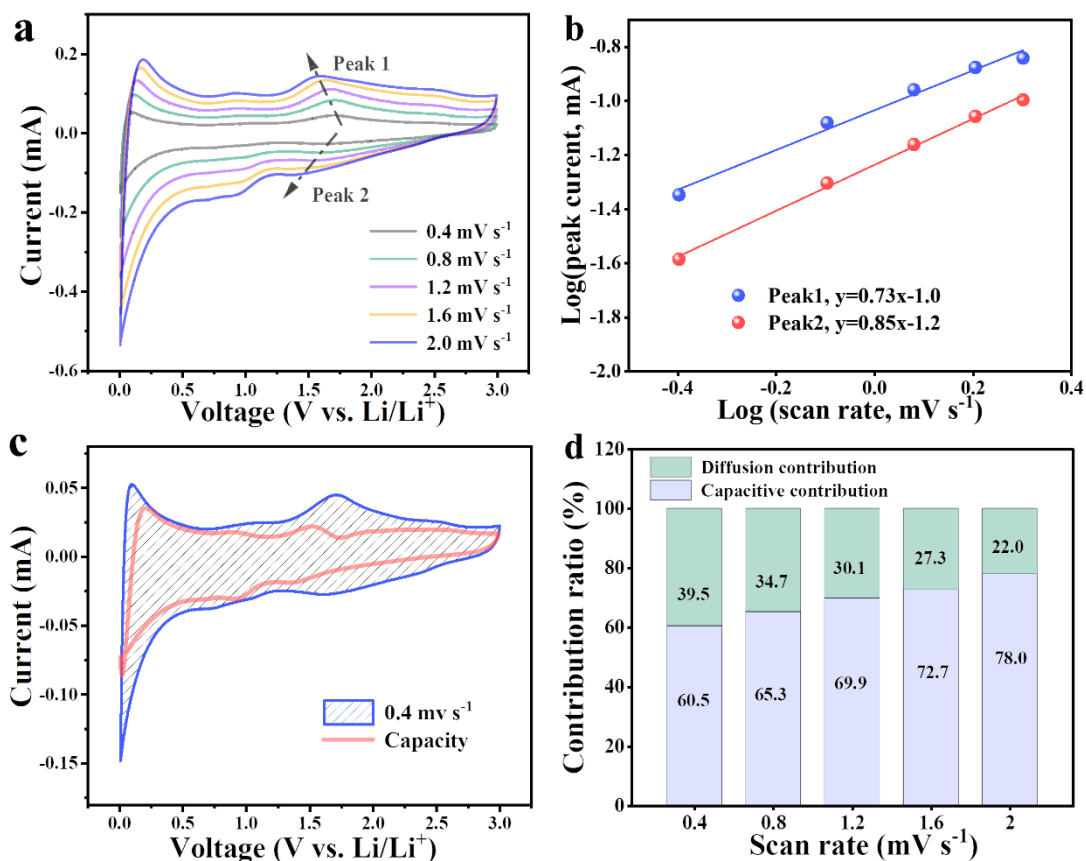 a
Current (mA)
0.2
0.0
-0.2
-0.4
-0.6
Peak 1
Peak 2
0.4 mV s⁻¹
0.8 mV s⁻¹
1.2 mV s⁻¹
1.6 mV s⁻¹
2.0 mV s⁻¹
0.0 0.5 1.0 1.5 2.0 2.5 3.0
Voltage (V vs. Li/Li⁺)
b
Log(peak curent, mA)
-0.8
-1.0
-1.2
-1.4
-1.6
-1.8
-2.0
Peak1, y=0.73x-1.0
Peak2, y=0.85x-1.2
-0.4 -0.2 0.0 0.2 0.4
Log (scan rate, mV s⁻¹)
c
Current (mA)
0.05
0.00
-0.05
-0.10
-0.15
0.4 mv s⁻¹
Capacity
0.0 0.5 1.0 1.5 2.0 2.5 3.0
Voltage (V vs. Li/Li⁺)
d
Contribution ratio (%)
120
100
80
60
40
20
0
Diffusion contribution
Capacitive contribution
39.5 34.7 30.1 27.3 22.0
60.5 65.3 69.9 72.7 78.0
0.4 0.8 1.2 1.6 2
Scan rate (mV s⁻¹)